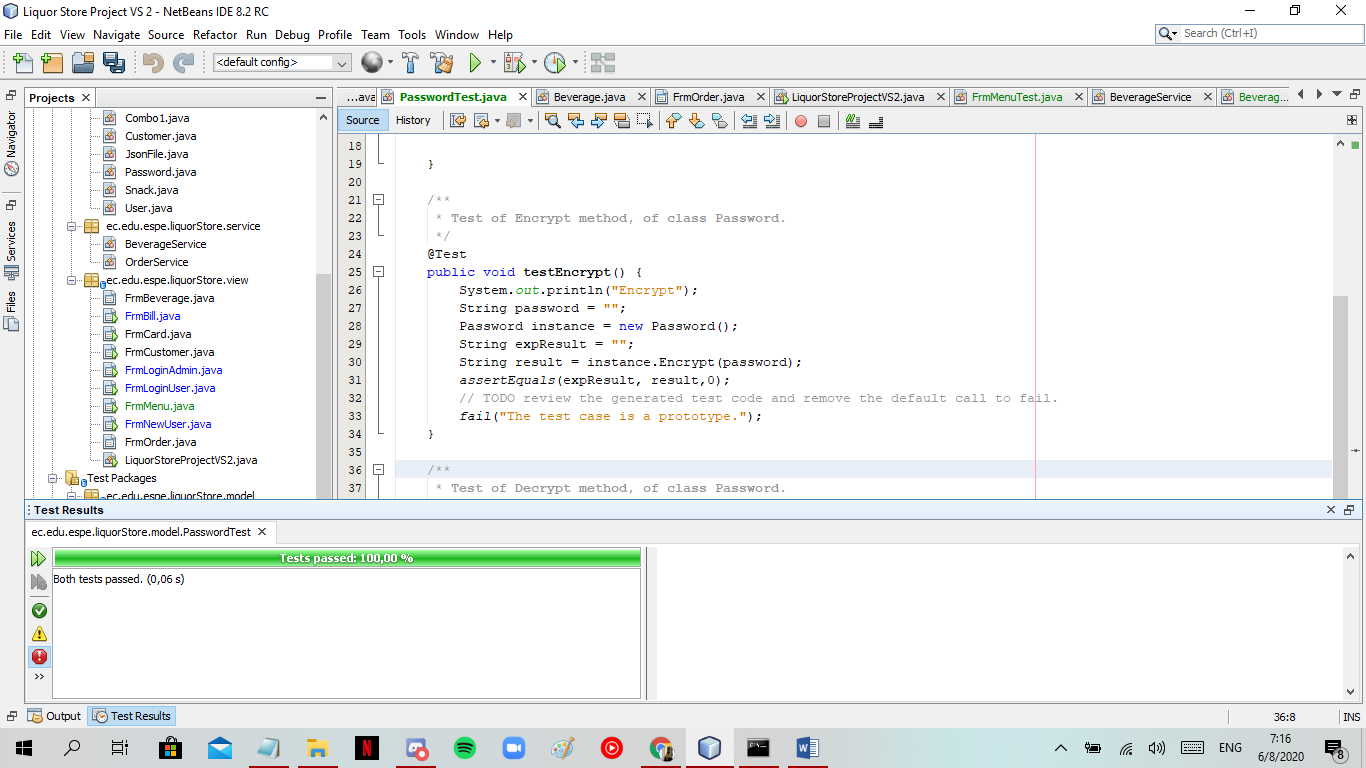 Liquor Store Project VS 2 - NetBeans IDE 8.2 RC
File Edit View Navigate Source Refactor Run Debug Profile Team Tools Window Help
Search (Ctrl+I)
<default config>
Projects
...ava PasswordTest.java Beverage.java FrmOrder.java LiquorStoreProjectVS2.java FrmMenuTest.java BeverageService Beverag...
Navigator
Services
Files
Combo1.java
Customer.java
JsonFile.java
Password.java
Snack.java
User.java
ec.edu.espe.liquorStore.service
BeverageService
OrderService
ec.edu.espe.liquorStore.view
FrmBeverage.java
FrmBill.java
FrmCard.java
FrmCustomer.java
FrmLoginAdmin.java
FrmLoginUser.java
FrmMenu.java
FrmNewUser.java
FrmOrder.java
LiquorStoreProjectVS2.java
Test Packages
ec.edu.espe.liquorStore.model
Source History
18
19 }
20
21 /**
22 * Test of Encrypt method, of class Password.
23 */
24 @Test
25 public void testEncrypt() {
26 System.out.println("Encrypt");
27 String password = "";
28 Password instance = new Password();
29 String expResult = "";
30 String result = instance.Encrypt(password);
31 assertEquals(expResult, result,0);
32 // TODO review the generated test code and remove the default call to fail.
33 fail("The test case is a prototype.");
34 }
35
36 /**
37 * Test of Decrypt method, of class Password.
Test Results
ec.edu.espe.liquorStore.model.PasswordTest
Tests passed: 100,00 %
Both tests passed. (0,06 s)
Output Test Results
36:8 INS
ENG
7:16
6/8/2020
8